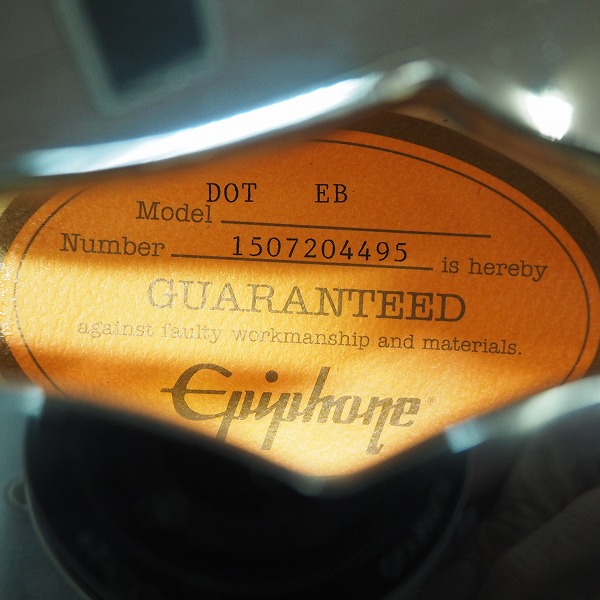 DOT EB
Model
Number 1507204495 is hereby
GUARANTEED
against faulty workmanship and materials.
Epiphone®